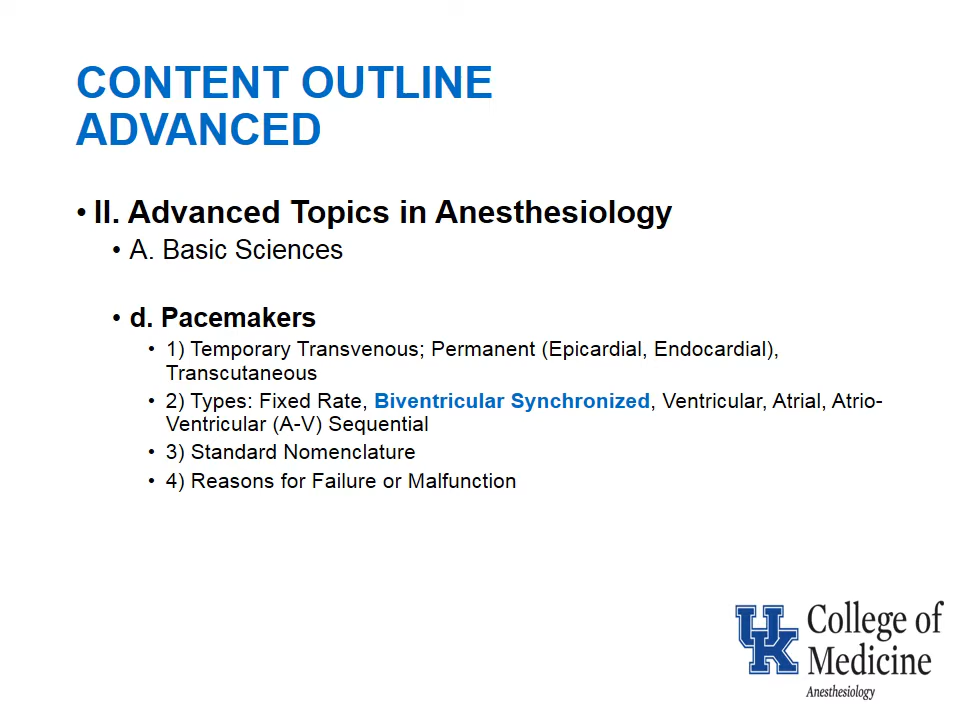 CONTENT OUTLINE
ADVANCED
• II. Advanced Topics in Anesthesiology
• A. Basic Sciences
• d. Pacemakers
• 1) Temporary Transvenous; Permanent (Epicardial, Endocardial),
Transcutaneous
• 2) Types: Fixed Rate, Biventricular Synchronized, Ventricular, Atrial, Atrio-
Ventricular (A-V) Sequential
• 3) Standard Nomenclature
• 4) Reasons for Failure or Malfunction
UK
College of
Medicine
Anesthesiology